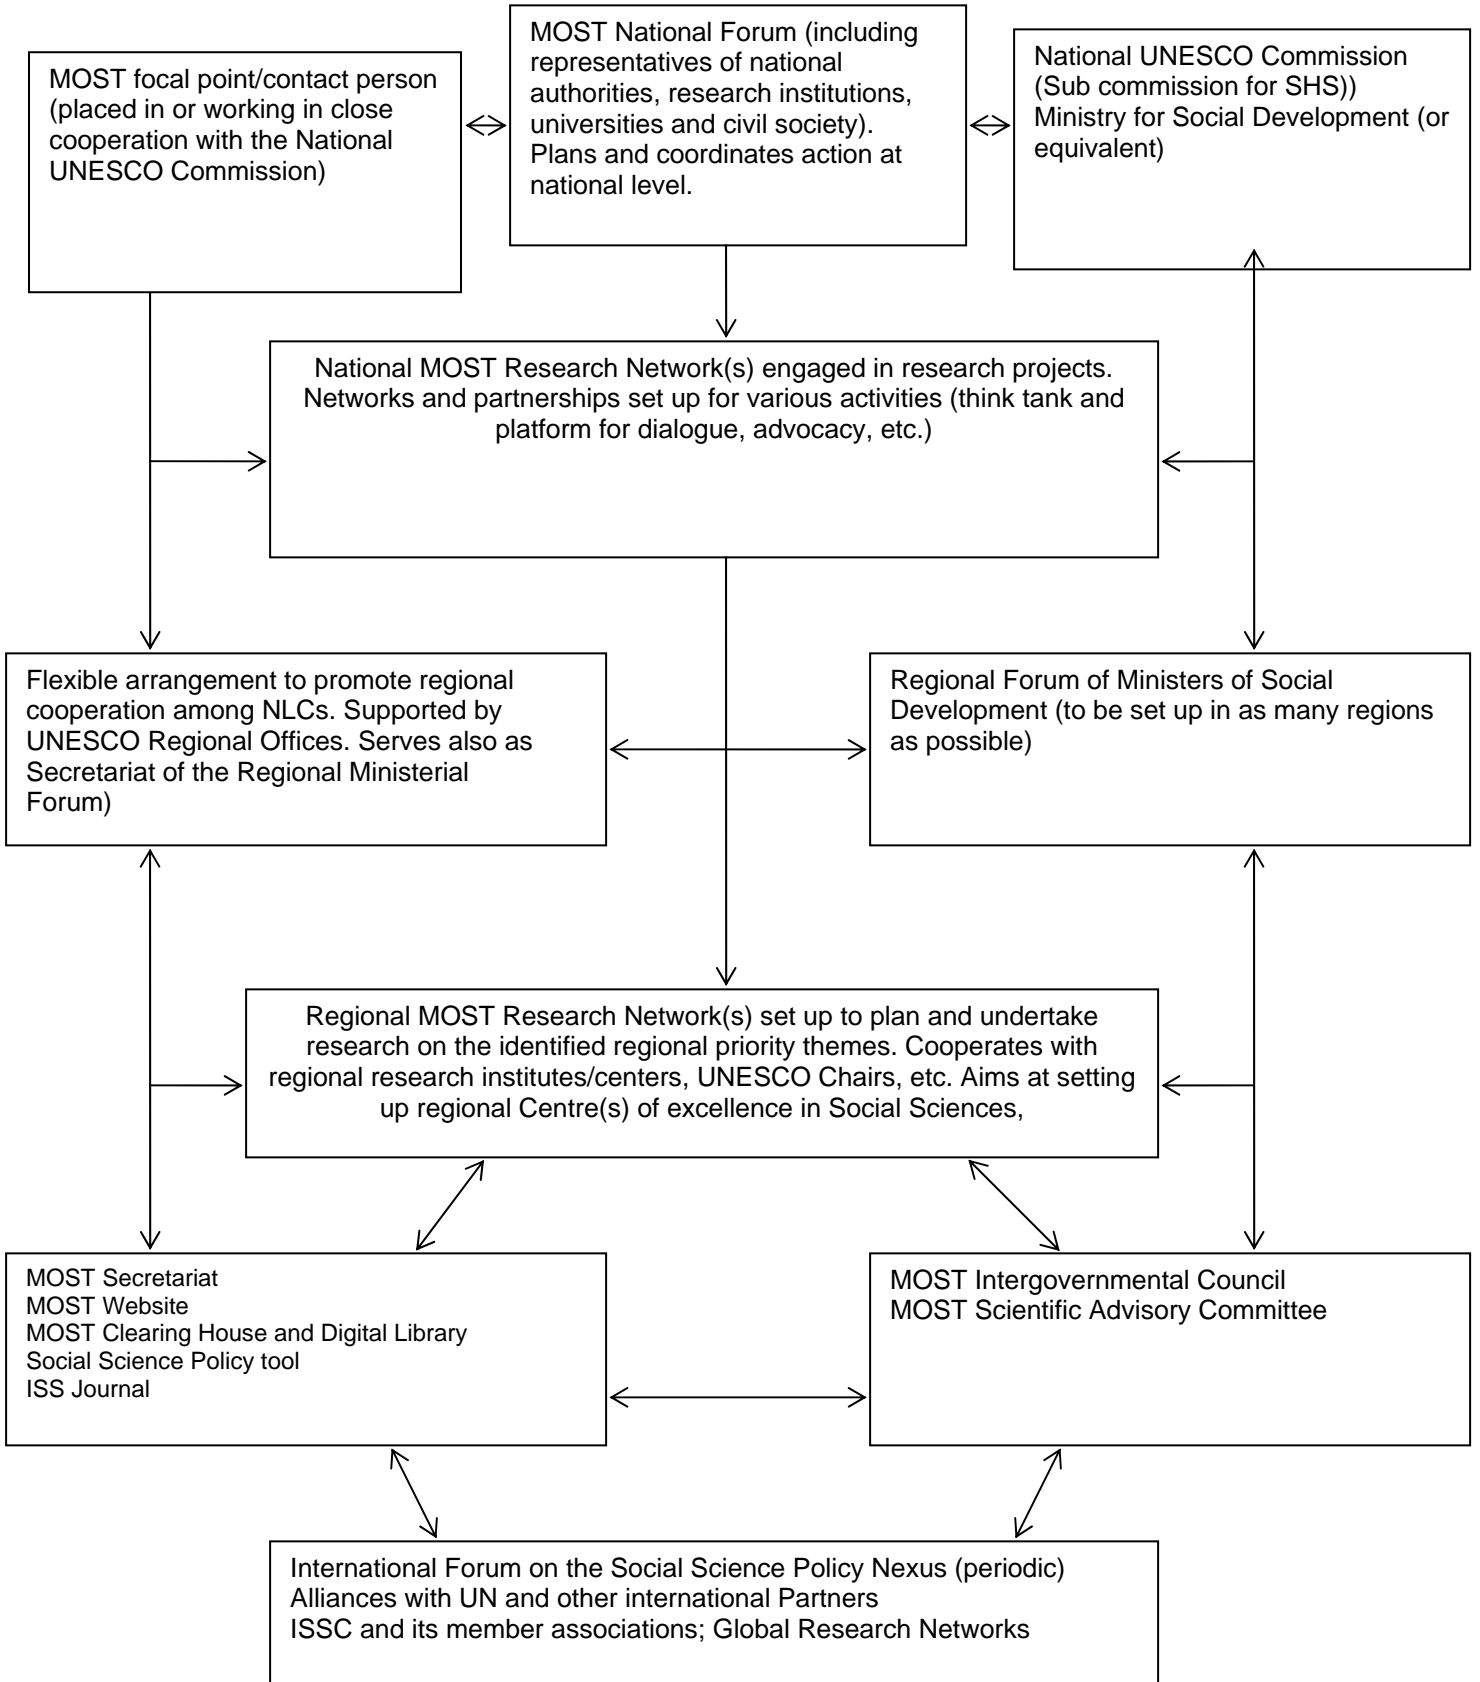 MOST focal point/contact person
(placed in or working in close
cooperation with the National
UNESCO Commission)
MOST National Forum (including
representatives of national
authorities, research institutions,
universities and civil society).
Plans and coordinates action at
national level.
National UNESCO Commission
(Sub commission for SHS))
Ministry for Social Development (or
equivalent)
National MOST Research Network(s) engaged in research projects.
Networks and partnerships set up for various activities (think tank and
platform for dialogue, advocacy, etc.)
Flexible arrangement to promote regional
cooperation among NLCs. Supported by
UNESCO Regional Offices. Serves also as
Secretariat of the Regional Ministerial
Forum)
Regional Forum of Ministers of Social
Development (to be set up in as many regions
as possible)
Regional MOST Research Network(s) set up to plan and undertake
research on the identified regional priority themes. Cooperates with
regional research institutes/centers, UNESCO Chairs, etc. Aims at setting
up regional Centre(s) of excellence in Social Sciences,
MOST Secretariat
MOST Website
MOST Clearing House and Digital Library
Social Science Policy tool
ISS Journal
MOST Intergovernmental Council
MOST Scientific Advisory Committee
International Forum on the Social Science Policy Nexus (periodic)
Alliances with UN and other international Partners
ISSC and its member associations; Global Research Networks